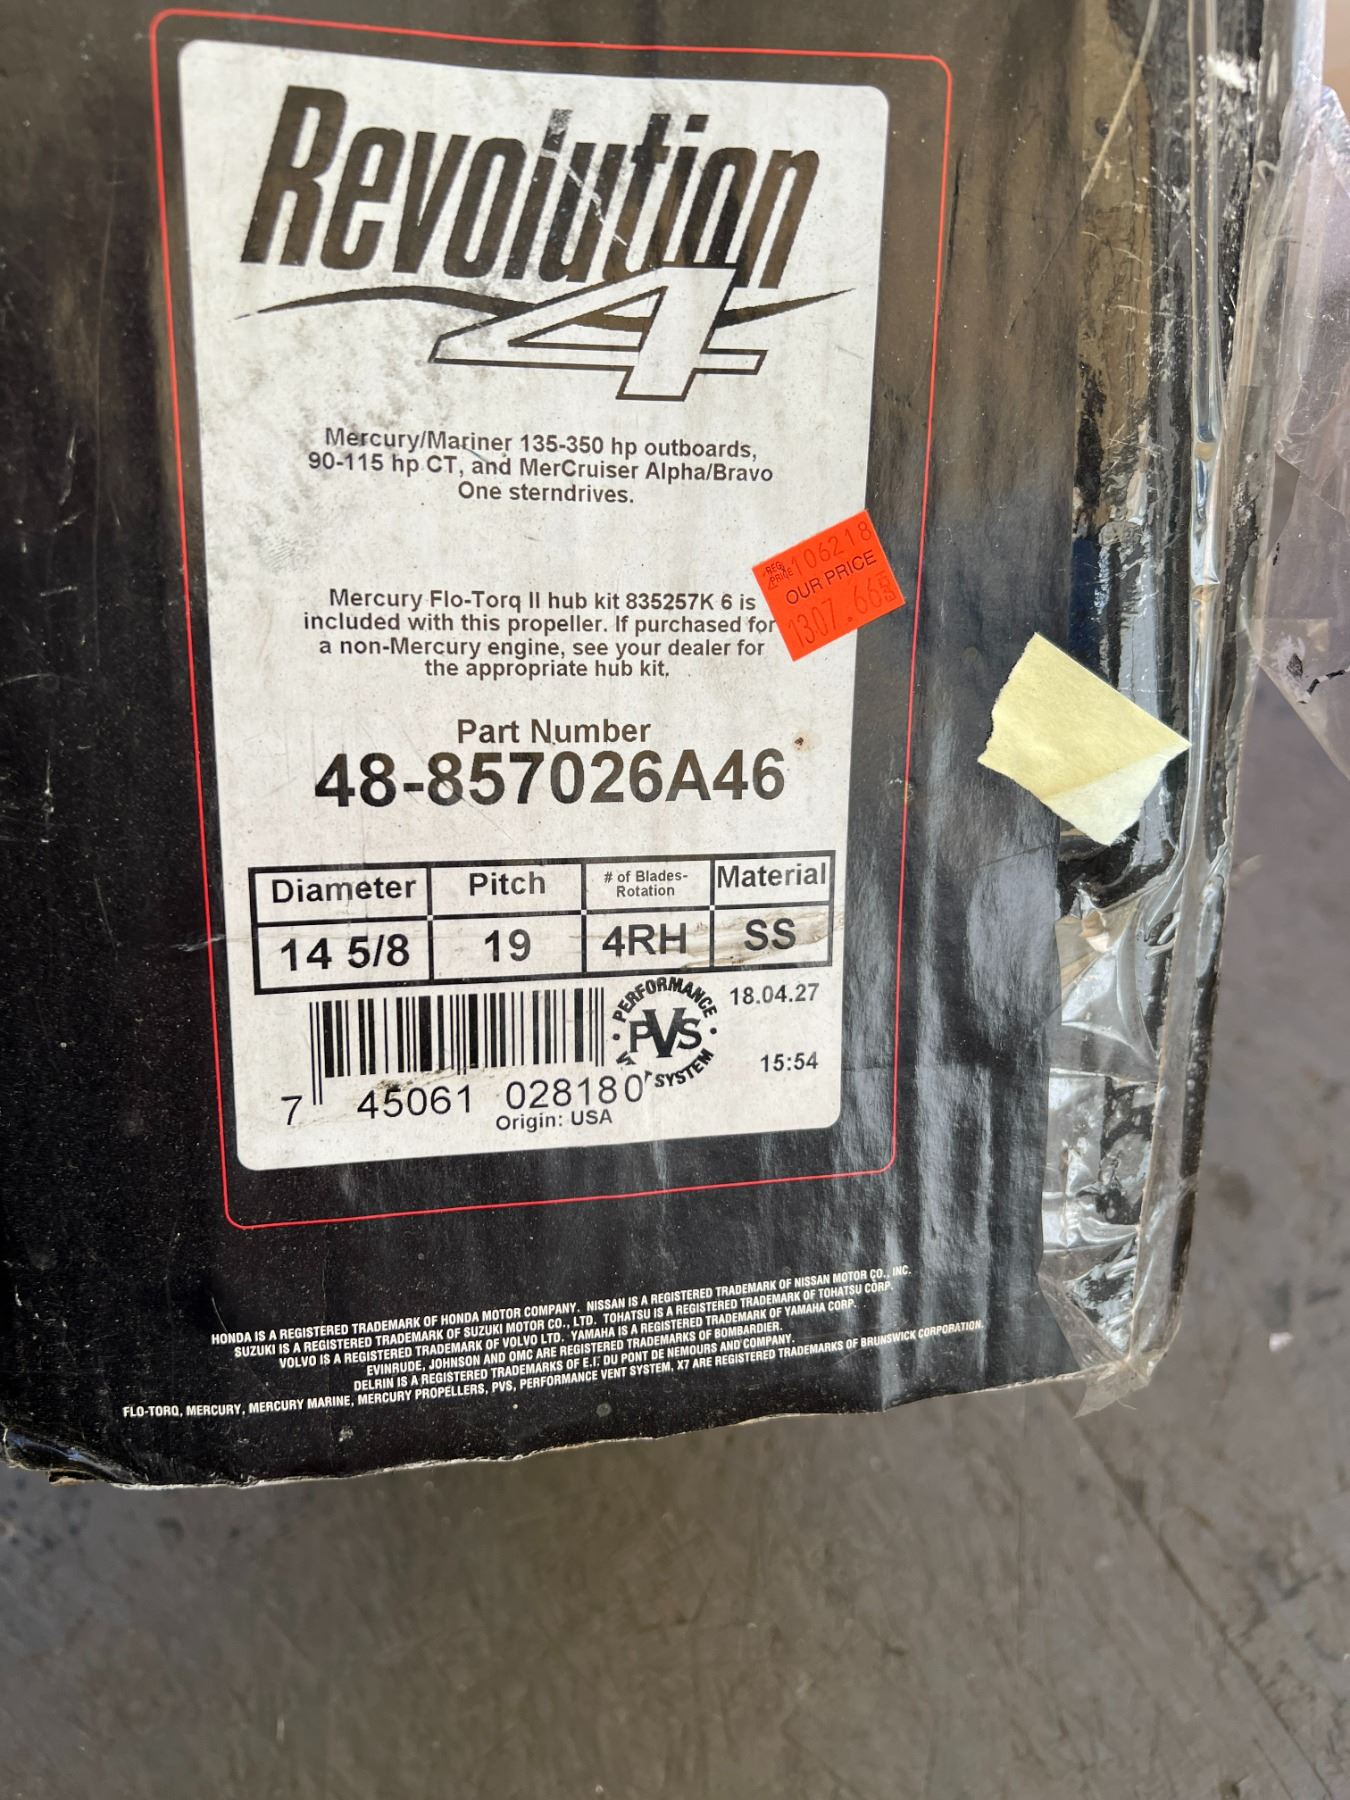 Revolution
4
Mercury/Mariner 135-350 hp outboards,
90-115 hp CT, and MerCruiser Alpha/Bravo
One sterndrives.
REG. PRICE 106218
OUR PRICE
1307.66
Mercury Flo-Torq II hub kit 835257K 6 is
included with this propeller. If purchased for
a non-Mercury engine, see your dealer for
the appropriate hub kit.
Part Number
48-857026A46
Diameter Pitch # of Blades-Rotation Material
14 5/8 19 4RH SS
PERFORMANCE
PVS
SYSTEM
18.04.27
15:54
7 45061 028180
Origin: USA
HONDA IS A REGISTERED TRADEMARK OF HONDA MOTOR COMPANY. NISSAN IS A REGISTERED TRADEMARK OF NISSAN MOTOR CO., INC.
SUZUKI IS A REGISTERED TRADEMARK OF SUZUKI MOTOR CO., LTD. TOHATSU IS A REGISTERED TRADEMARK OF TOHATSU CORP.
VOLVO IS A REGISTERED TRADEMARK OF VOLVO LTD. YAMAHA IS A REGISTERED TRADEMARK OF YAMAHA CORP.
EVINRUDE, JOHNSON AND OMC ARE REGISTERED TRADEMARKS OF BOMBARDIER.
DELRIN IS A REGISTERED TRADEMARKS OF E.I. DU PONT DE NEMOURS AND COMPANY.
FLO-TORQ, MERCURY, MERCURY MARINE, MERCURY PROPELLERS, PVS, PERFORMANCE VENT SYSTEM, X7 ARE REGISTERED TRADEMARKS OF BRUNSWICK CORPORATION.